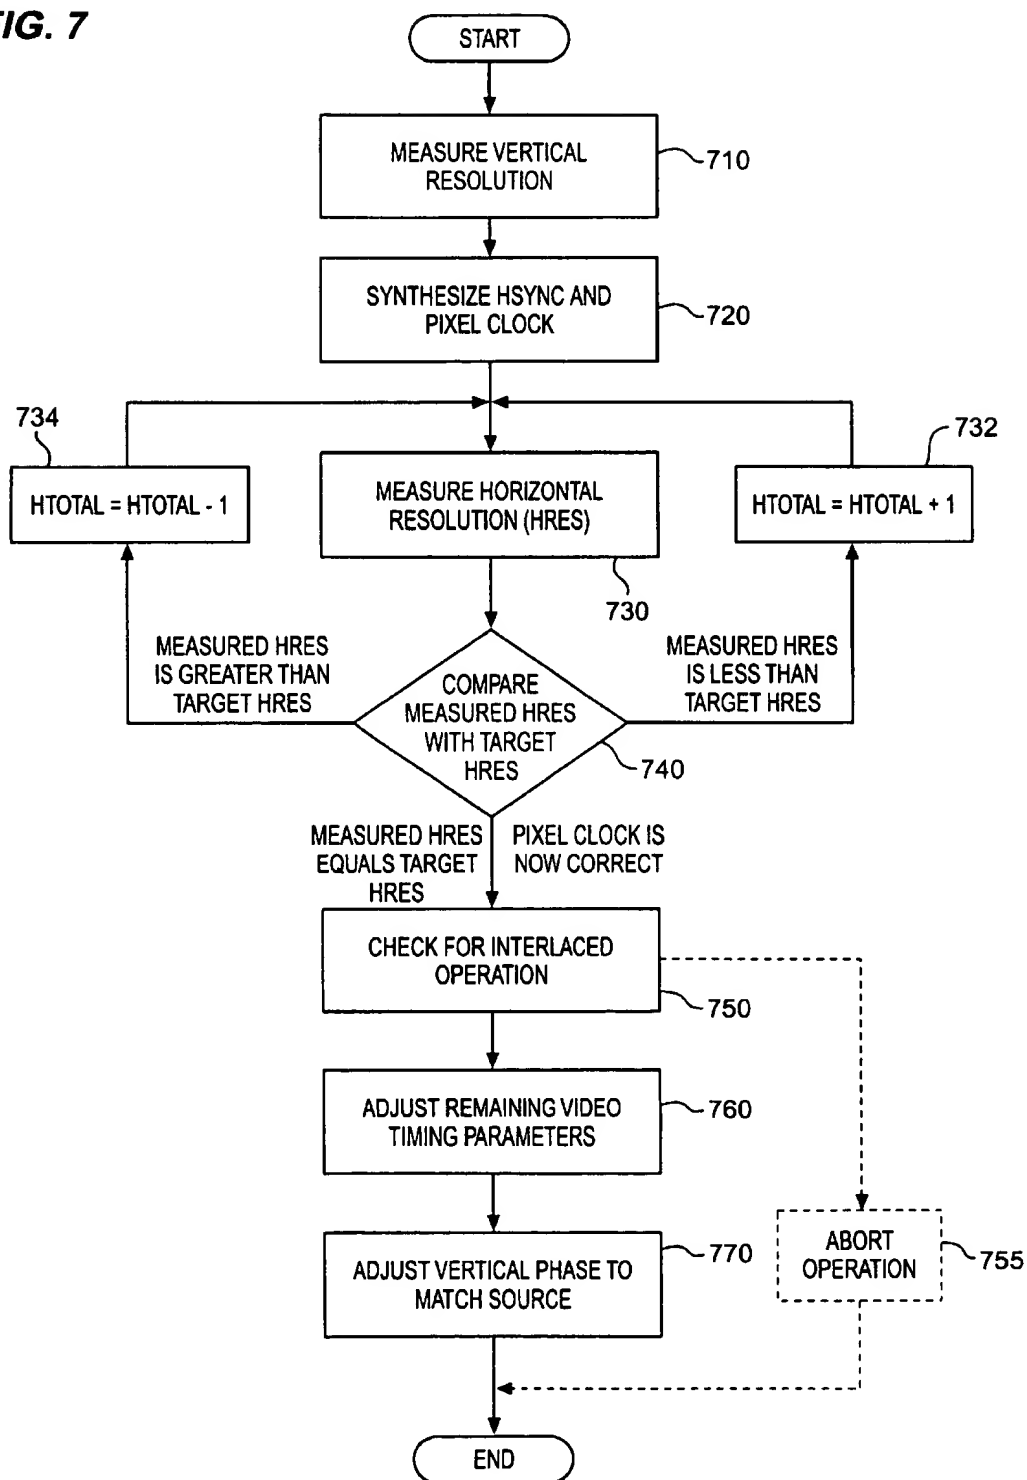 FIG. 7
START
MEASURE VERTICAL
RESOLUTION
710
SYNTHESIZE HSYNC AND
PIXEL CLOCK
720
734
HTOTAL = HTOTAL - 1
MEASURE HORIZONTAL
RESOLUTION (HRES)
730
732
HTOTAL = HTOTAL + 1
MEASURED HRES
IS GREATER THAN
TARGET HRES
COMPARE
MEASURED HRES
WITH TARGET
HRES
740
MEASURED HRES
IS LESS THAN
TARGET HRES
MEASURED HRES
EQUALS TARGET
HRES
PIXEL CLOCK IS
NOW CORRECT
CHECK FOR INTERLACED
OPERATION
750
ADJUST REMAINING VIDEO
TIMING PARAMETERS
760
ADJUST VERTICAL PHASE TO
MATCH SOURCE
770
ABORT
OPERATION
755
END